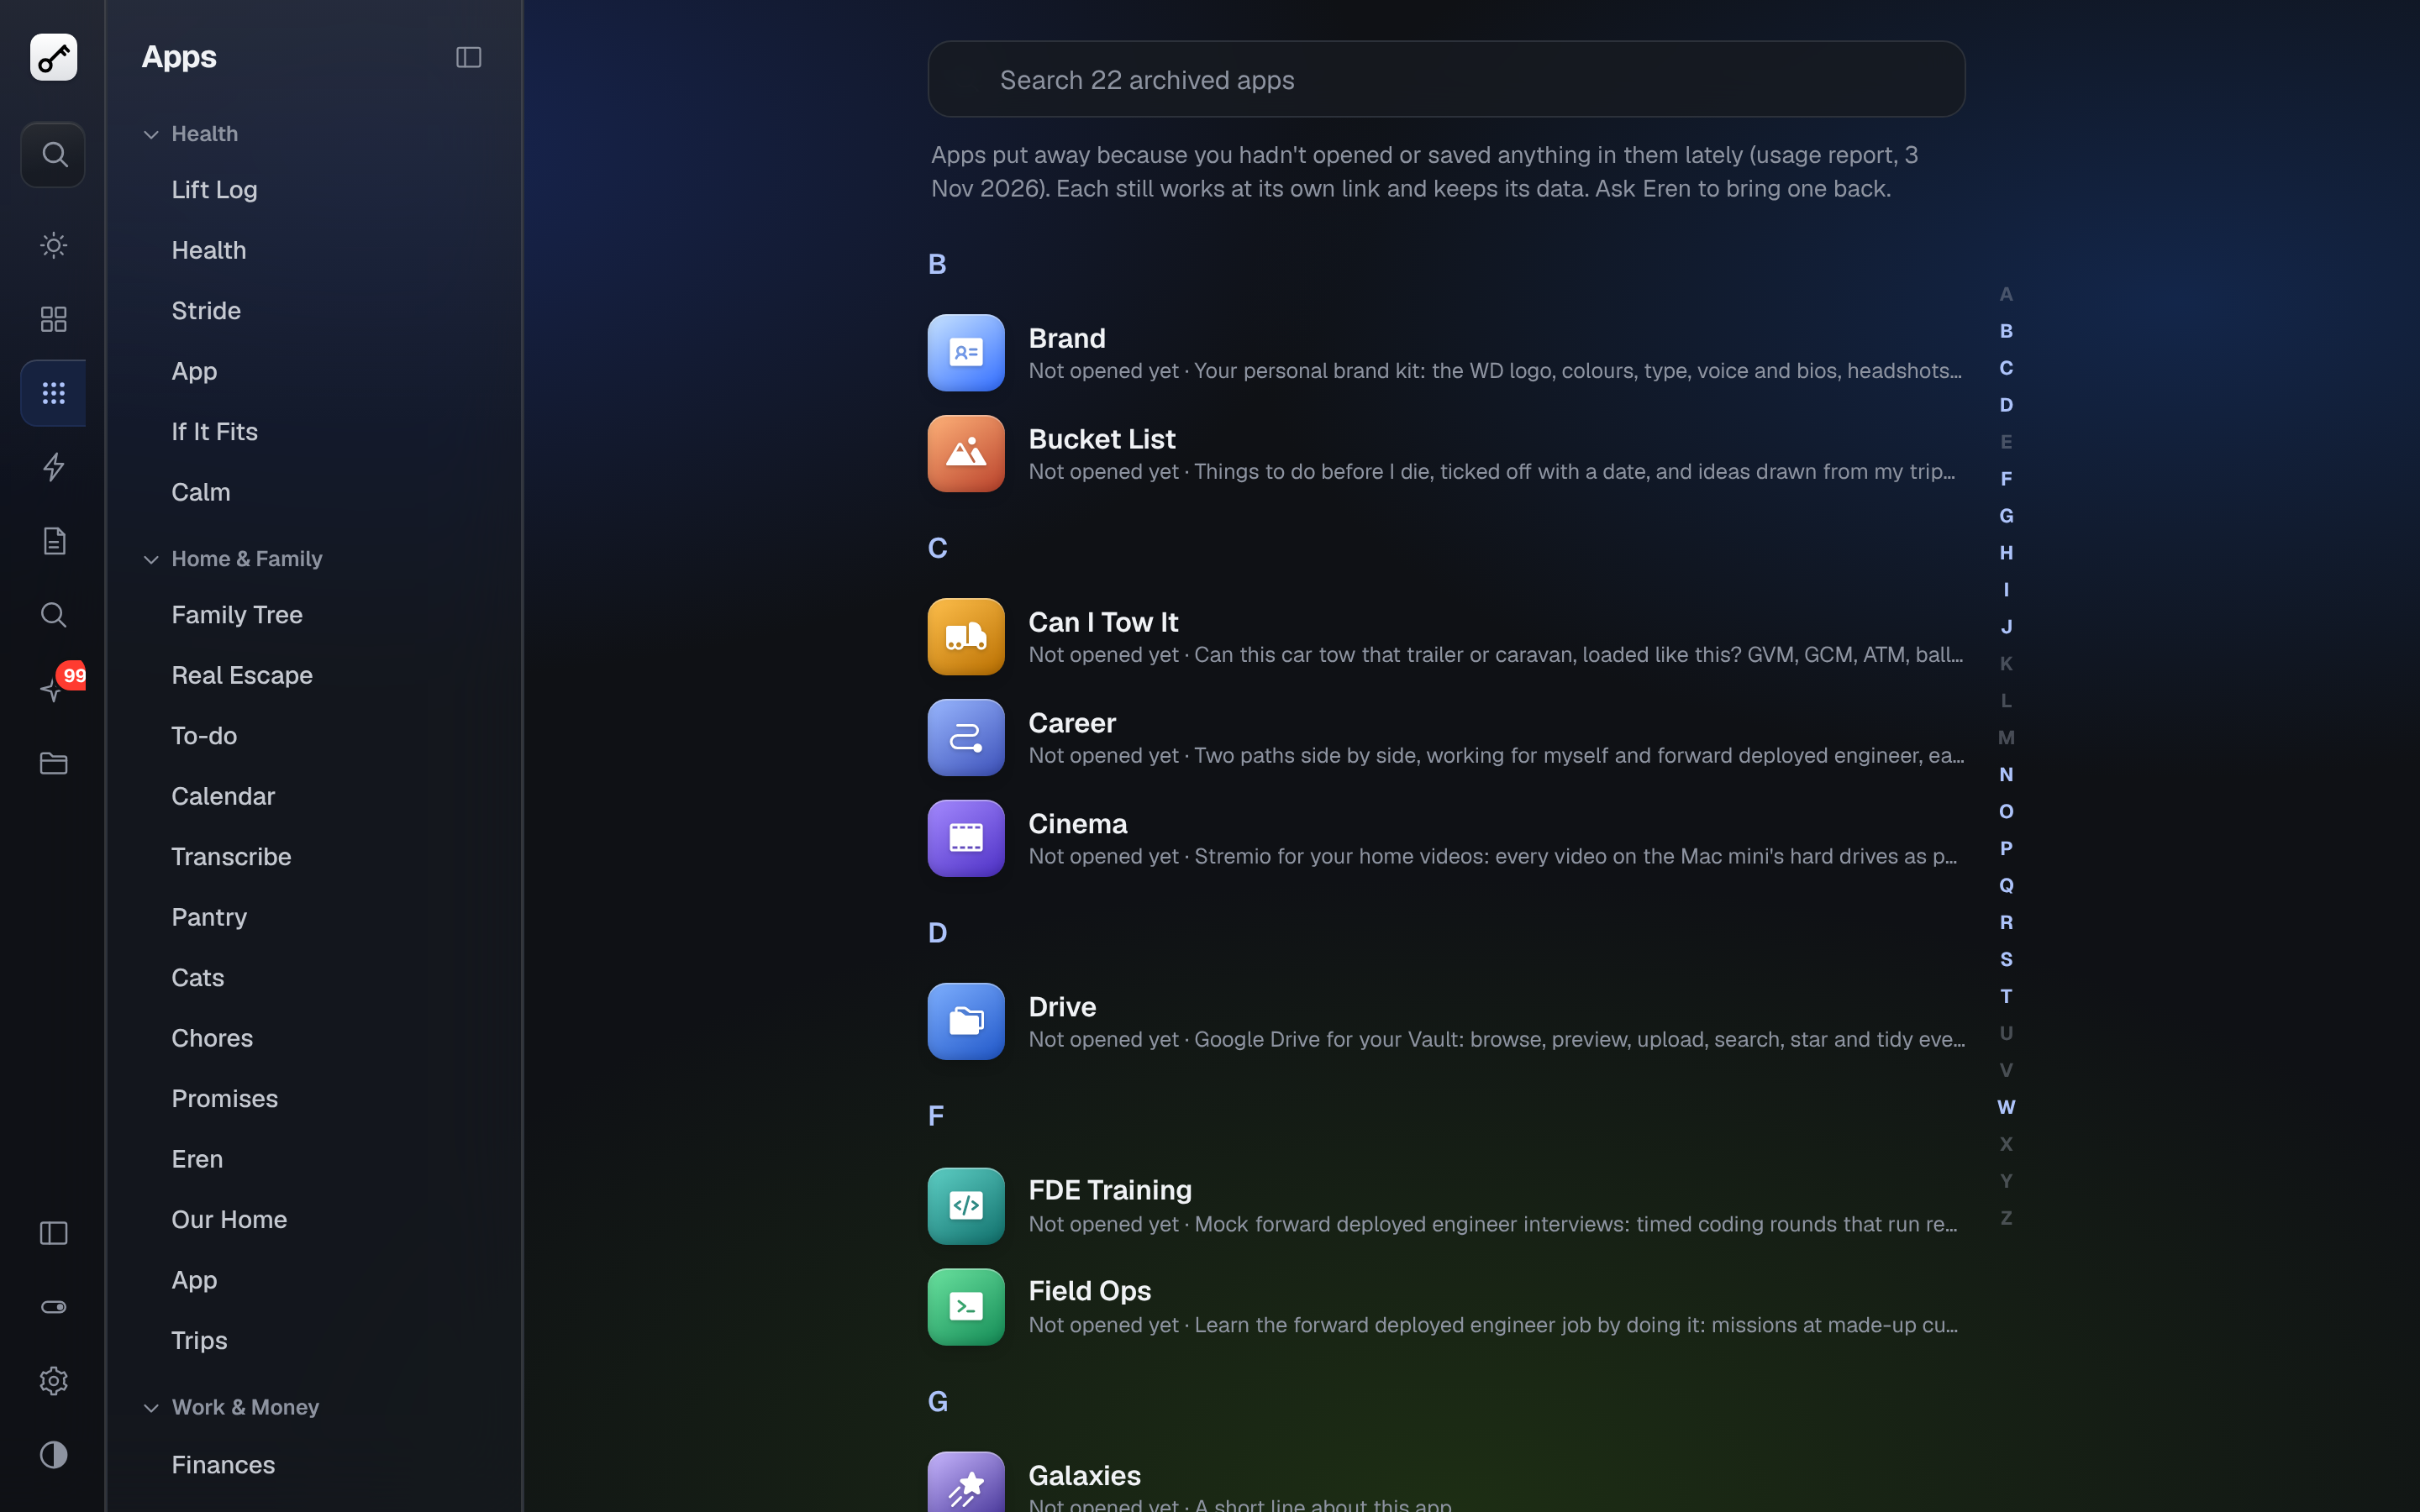 Apps
Health
Lift Log
Health
Stride
App
If It Fits
Calm
Home & Family
Family Tree
Real Escape
To-do
Calendar
Transcribe
Pantry
Cats
Chores
Promises
Eren
Our Home
App
Trips
Work & Money
Finances
99
Search 22 archived apps
Apps put away because you hadn't opened or saved anything in them lately (usage report, 3
Nov 2026). Each still works at its own link and keeps its data. Ask Eren to bring one back.
B
Brand
Not opened yet · Your personal brand kit: the WD logo, colours, type, voice and bios, headshots...
Bucket List
Not opened yet · Things to do before I die, ticked off with a date, and ideas drawn from my trip...
C
Can I Tow It
Not opened yet · Can this car tow that trailer or caravan, loaded like this? GVM, GCM, ATM, ball...
Career
Not opened yet · Two paths side by side, working for myself and forward deployed engineer, ea...
Cinema
Not opened yet · Stremio for your home videos: every video on the Mac mini's hard drives as p...
D
Drive
Not opened yet · Google Drive for your Vault: browse, preview, upload, search, star and tidy eve...
F
FDE Training
Not opened yet · Mock forward deployed engineer interviews: timed coding rounds that run re...
Field Ops
Not opened yet · Learn the forward deployed engineer job by doing it: missions at made-up cu...
G
Galaxies
Not opened yet · A short line about this app
A
B
C
D
E
F
G
H
I
J
K
L
M
N
O
P
Q
R
S
T
U
V
W
X
Y
Z